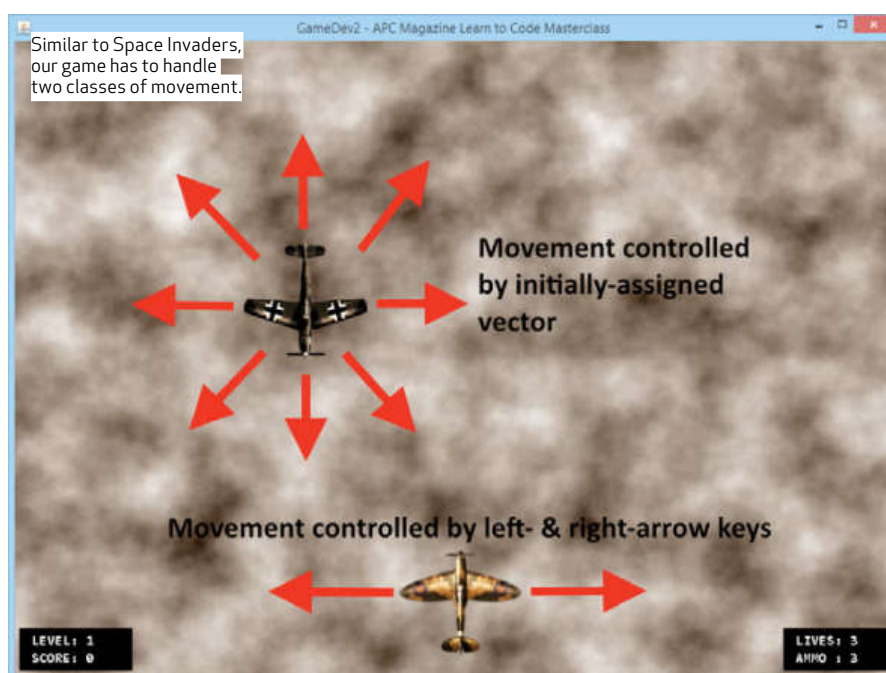 GameDev2 - APC Magazine Learn to Code Masterclass
Similar to Space Invaders,
our game has to handle
two classes of movement.
Movement controlled
by initially-assigned
vector
Movement controlled by left- & right-arrow keys
LEVEL: 1
SCORE: 0
LIVES: 3
AMMO : 3